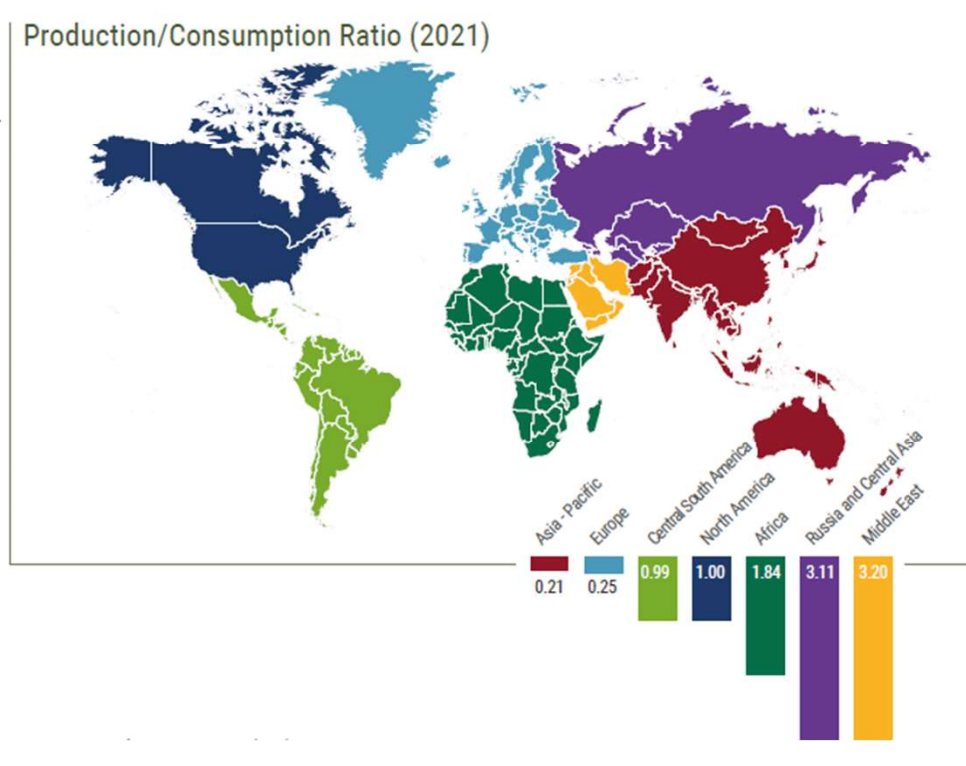 Production/Consumption Ratio (2021)
Asia - Pacific
Europe
Central South America
North America
Africa
Russia and Central Asia
Middle East
0.21
0.25
0.99
1.00
1.84
3.11
3.20